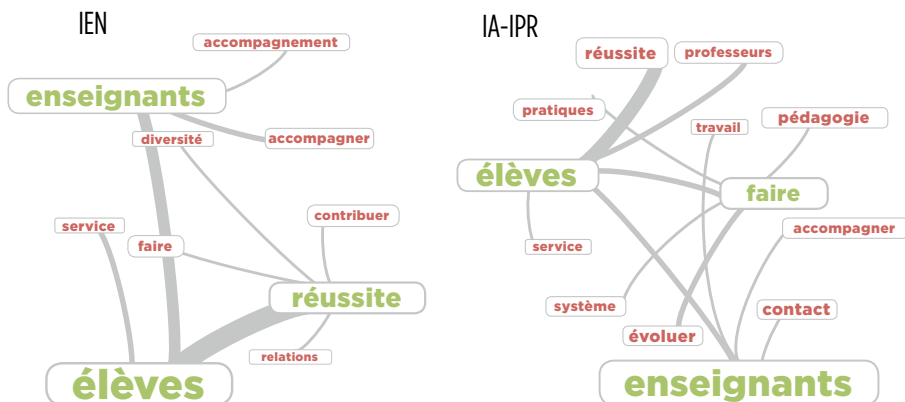 IEN
accompagnement
enseignants
diversité
accompagner
service
faire
contribuer
réussite
relations
élèves
IA-IPR
réussite
professeurs
pratiques
travail
pédagogie
élèves
faire
service
accompagner
système
évoluer
contact
enseignants